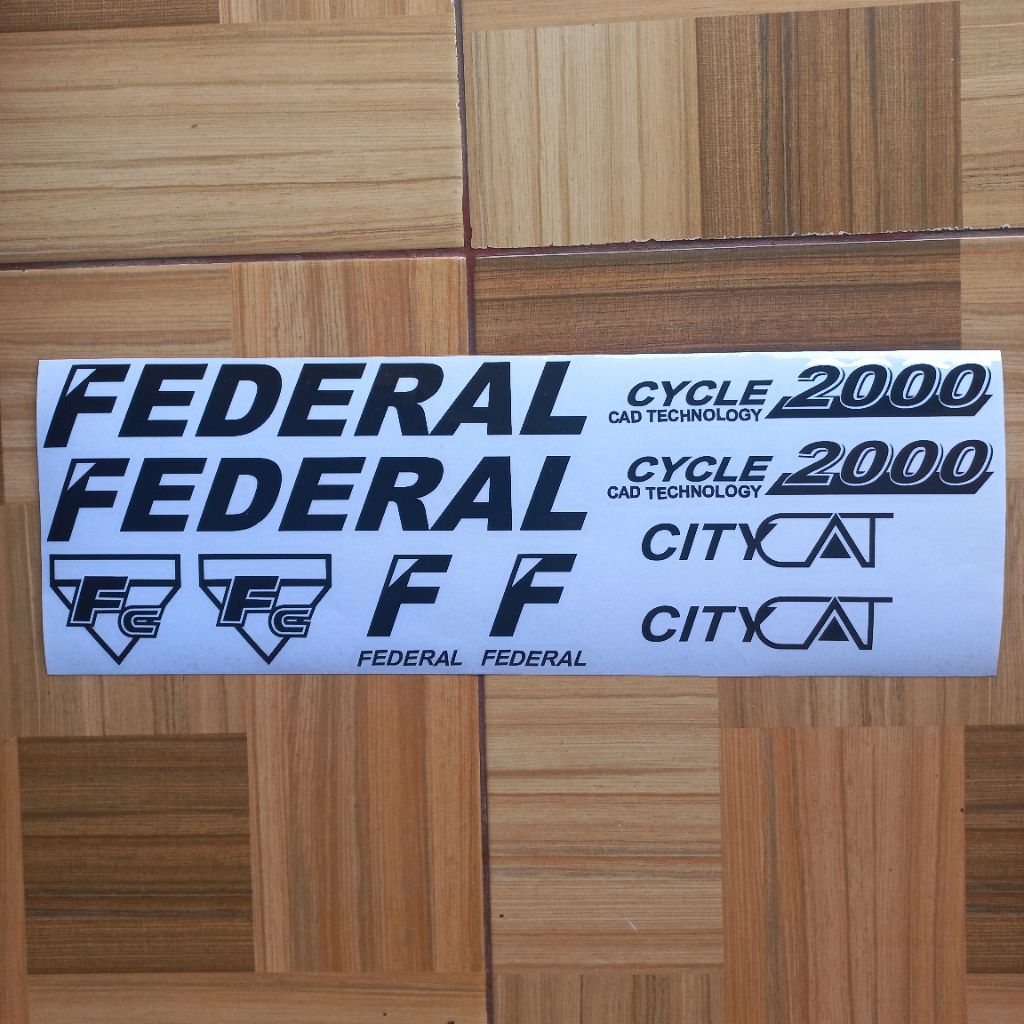 FEDERAL
CYCLE 2000
CAD TECHNOLOGY
FEDERAL
CYCLE 2000
CAD TECHNOLOGY
CITYCAT
FC
FC
F
F
CITYCAT
FEDERAL
FEDERAL